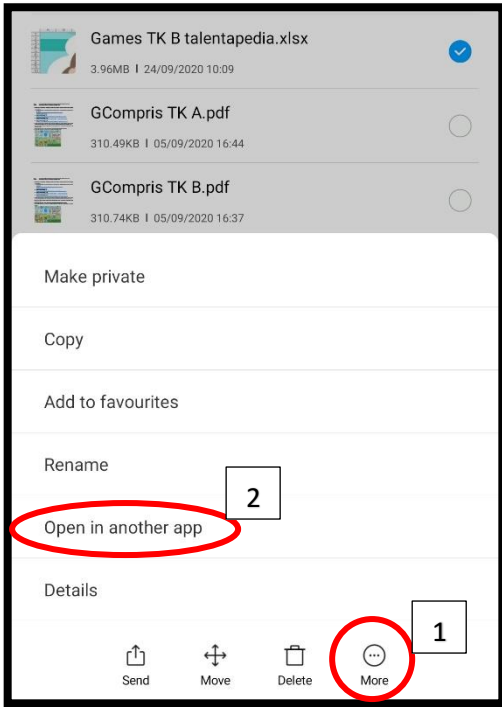 Games TK B talentapedia.xlsx
3.96MB I 24/09/2020 10:09
GCompris TK A.pdf
310.49KB I 05/09/2020 16:44
GCompris TK B.pdf
310.74KB I 05/09/2020 16:37
Make private
Copy
Add to favourites
Rename
2
Open in another app
Details
1
Send Move Delete More